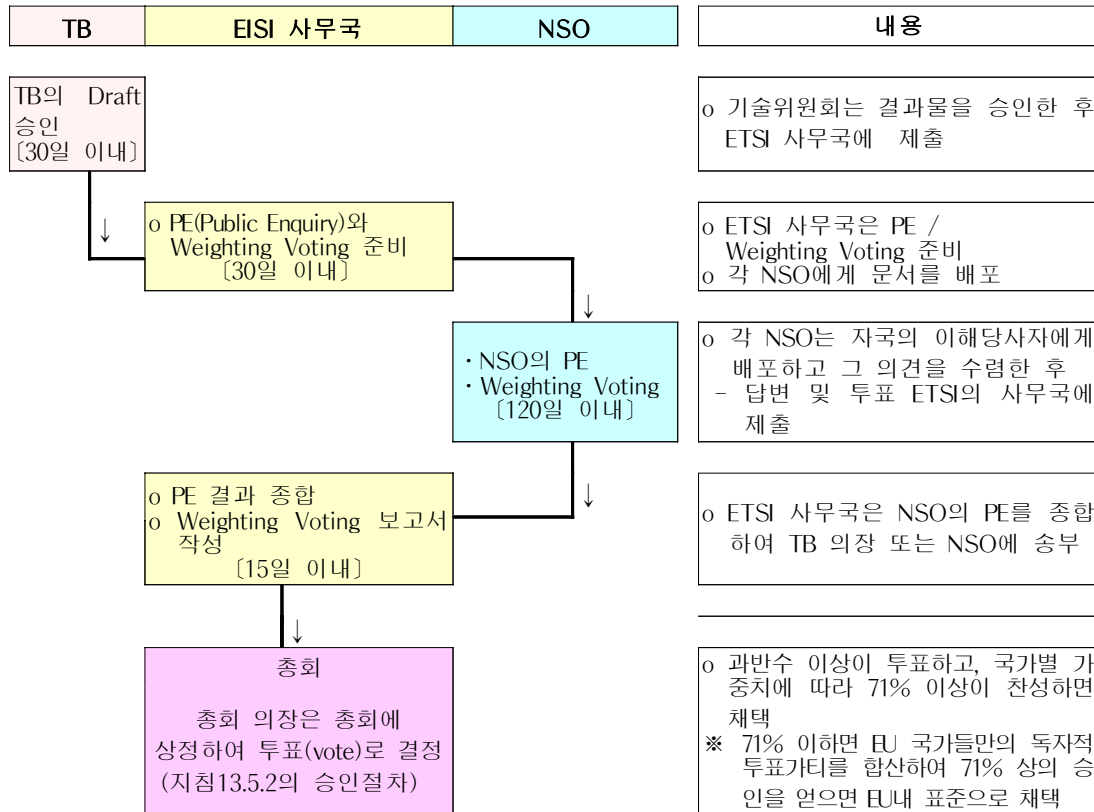 TB
EISI 사무국
NSO
내용
TB의 Draft
승인
〔30일 이내〕
o 기술위원회는 결과물을 승인한 후
ETSI 사무국에 제출
↓
o PE(Public Enquiry)와
Weighting Voting 준비
〔30일 이내〕
o ETSI 사무국은 PE /
Weighting Voting 준비
o 각 NSO에게 문서를 배포
↓
· NSO의 PE
· Weighting Voting
〔120일 이내〕
o 각 NSO는 자국의 이해당사자에게
배포하고 그 의견을 수렴한 후
- 답변 및 투표 ETSI의 사무국에
제출
↓
o PE 결과 종합
o Weighting Voting 보고서
작성
〔15일 이내〕
o ETSI 사무국은 NSO의 PE를 종합
하여 TB 의장 또는 NSO에 송부
↓
총회
총회 의장은 총회에
상정하여 투표(vote)로 결정
(지침13.5.2의 승인절차)
o 과반수 이상이 투표하고, 국가별 가
중치에 따라 71% 이상이 찬성하면
채택
※ 71% 이하면 EU 국가들만의 독자적
투표가티를 합산하여 71% 상의 승
인을 얻으면 EU내 표준으로 채택